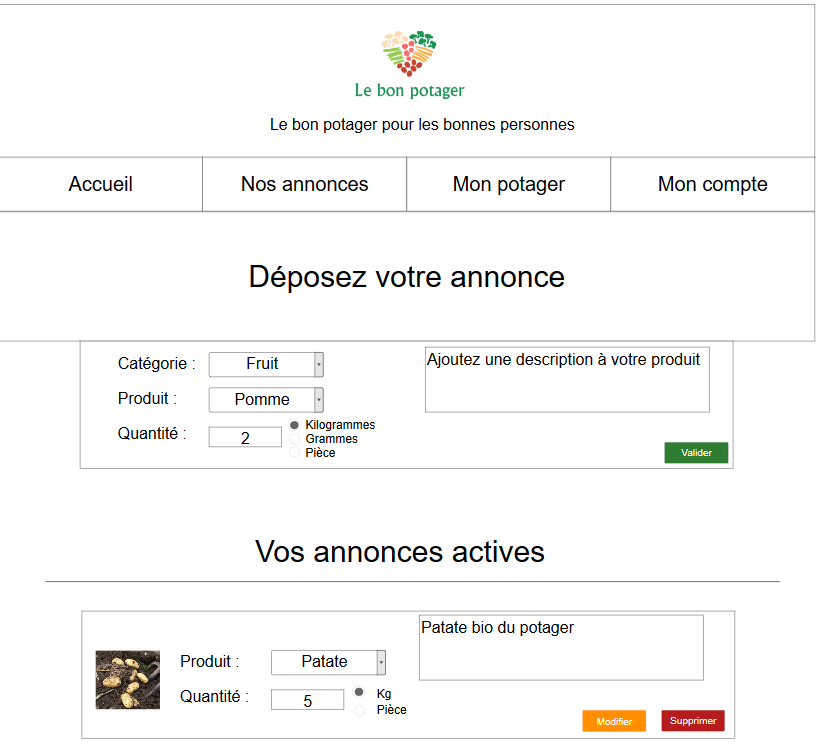 Le bon potager
Le bon potager pour les bonnes personnes
Accueil
Nos annonces
Mon potager
Mon compte
Déposez votre annonce
Catégorie :
Fruit
Ajoutez une description à votre produit
Produit :
Pomme
Quantité :
2
Kilogrammes
Grammes
Pièce
Valider
Vos annonces actives
Patate bio du potager
Produit :
Patate
Quantité :
5
Kg
Pièce
Modifier
Supprimer